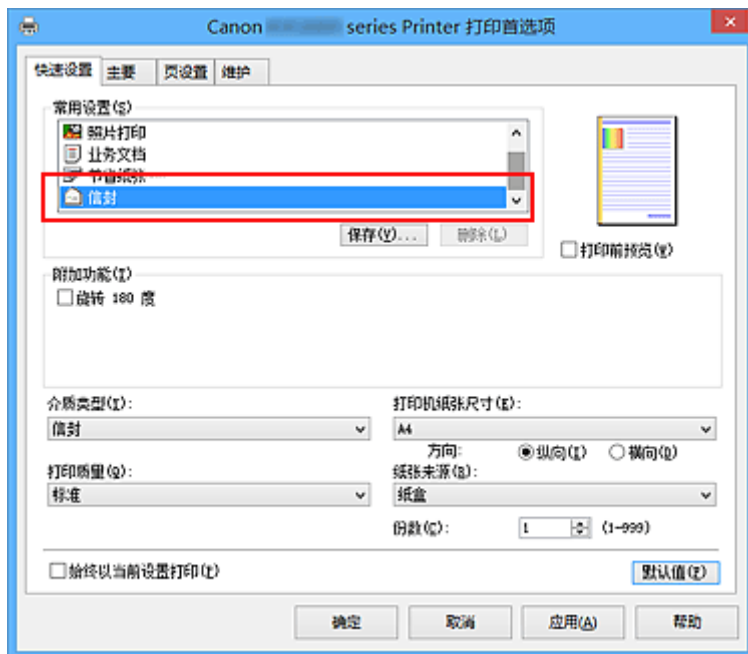 Canon series Printer 打印首选项
快速设置 主要 页设置 维护
常用设置(S)
照片打印
业务文档
节省纸张
信封
保存(V)... 删除(L)
打印前预览(W)
附加功能(I)
旋转 180 度
介质类型(I): 打印机纸张尺寸(E):
信封 A4
方向: 纵向(I) 横向(Q)
打印质量(Q): 纸张来源(B):
标准 纸盒
份数(C): 1 (1-999)
始终以当前设置打印(t) 默认值(F)
确定 取消 应用(A) 帮助